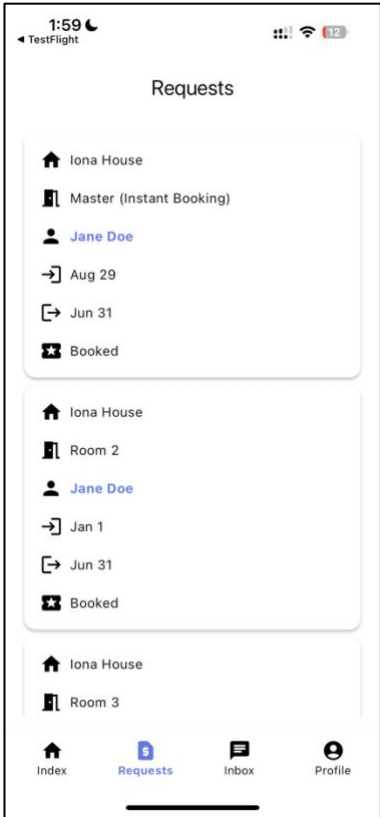 1:59
TestFlight
12
Requests
Iona House
Master (Instant Booking)
Jane Doe
Aug 29
Jun 31
Booked
Iona House
Room 2
Jane Doe
Jan 1
Jun 31
Booked
Iona House
Room 3
Index
Requests
Inbox
Profile